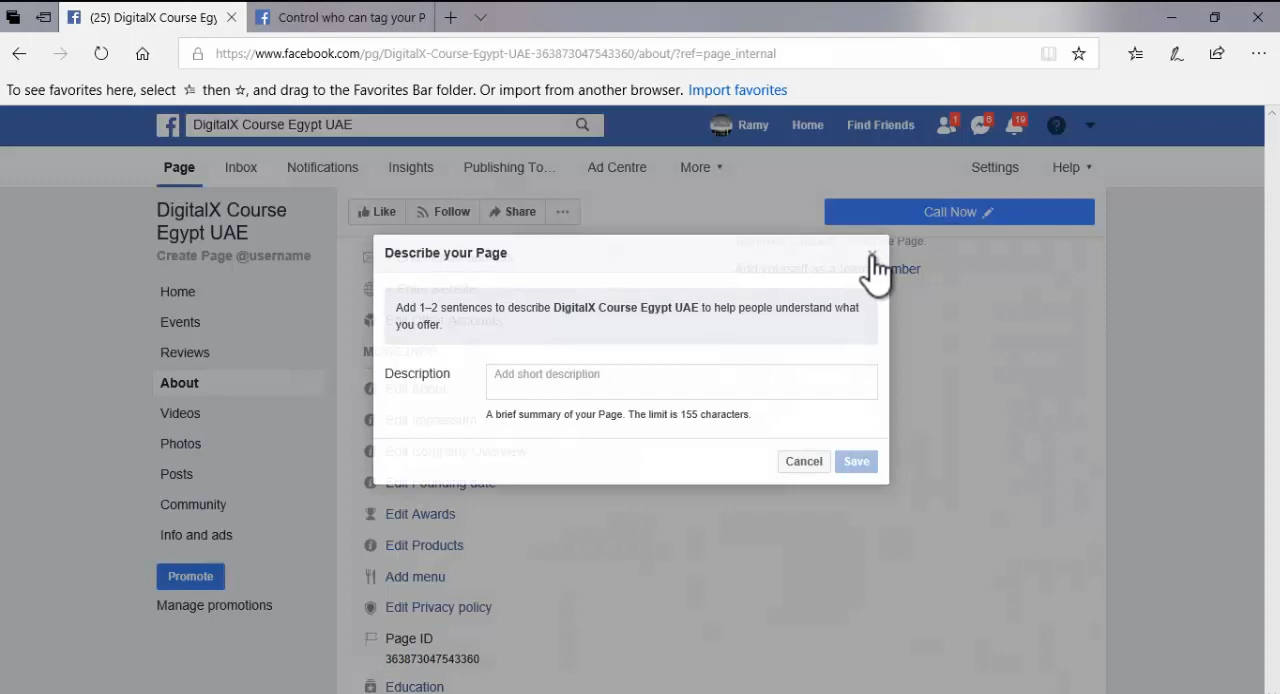 (25) DigitalX Course Egy
Control who can tag your P
https://www.facebook.com/pg/DigitalX-Course-Egypt-UAE-363873047543360/about/?ref=page_internal
To see favorites here, select then , and drag to the Favorites Bar folder. Or import from another browser. Import favorites
DigitalX Course Egypt UAE
Ramy Home Find Friends 1 6 19
Page Inbox Notifications Insights Publishing To... Ad Centre More Settings Help
DigitalX Course
Egypt UAE
Create Page @username
Like Follow Share ...
Call Now
Home
Events
Reviews
About
Videos
Photos
Posts
Community
Info and ads
Promote
Manage promotions
Describe your Page
Add 1–2 sentences to describe DigitalX Course Egypt UAE to help people understand what
you offer.
Description
Add short description
A brief summary of your Page. The limit is 155 characters.
Cancel Save
Edit Company Overview
Edit Founding date
Edit Awards
Edit Products
Add menu
Edit Privacy policy
Page ID
363873047543360
Education